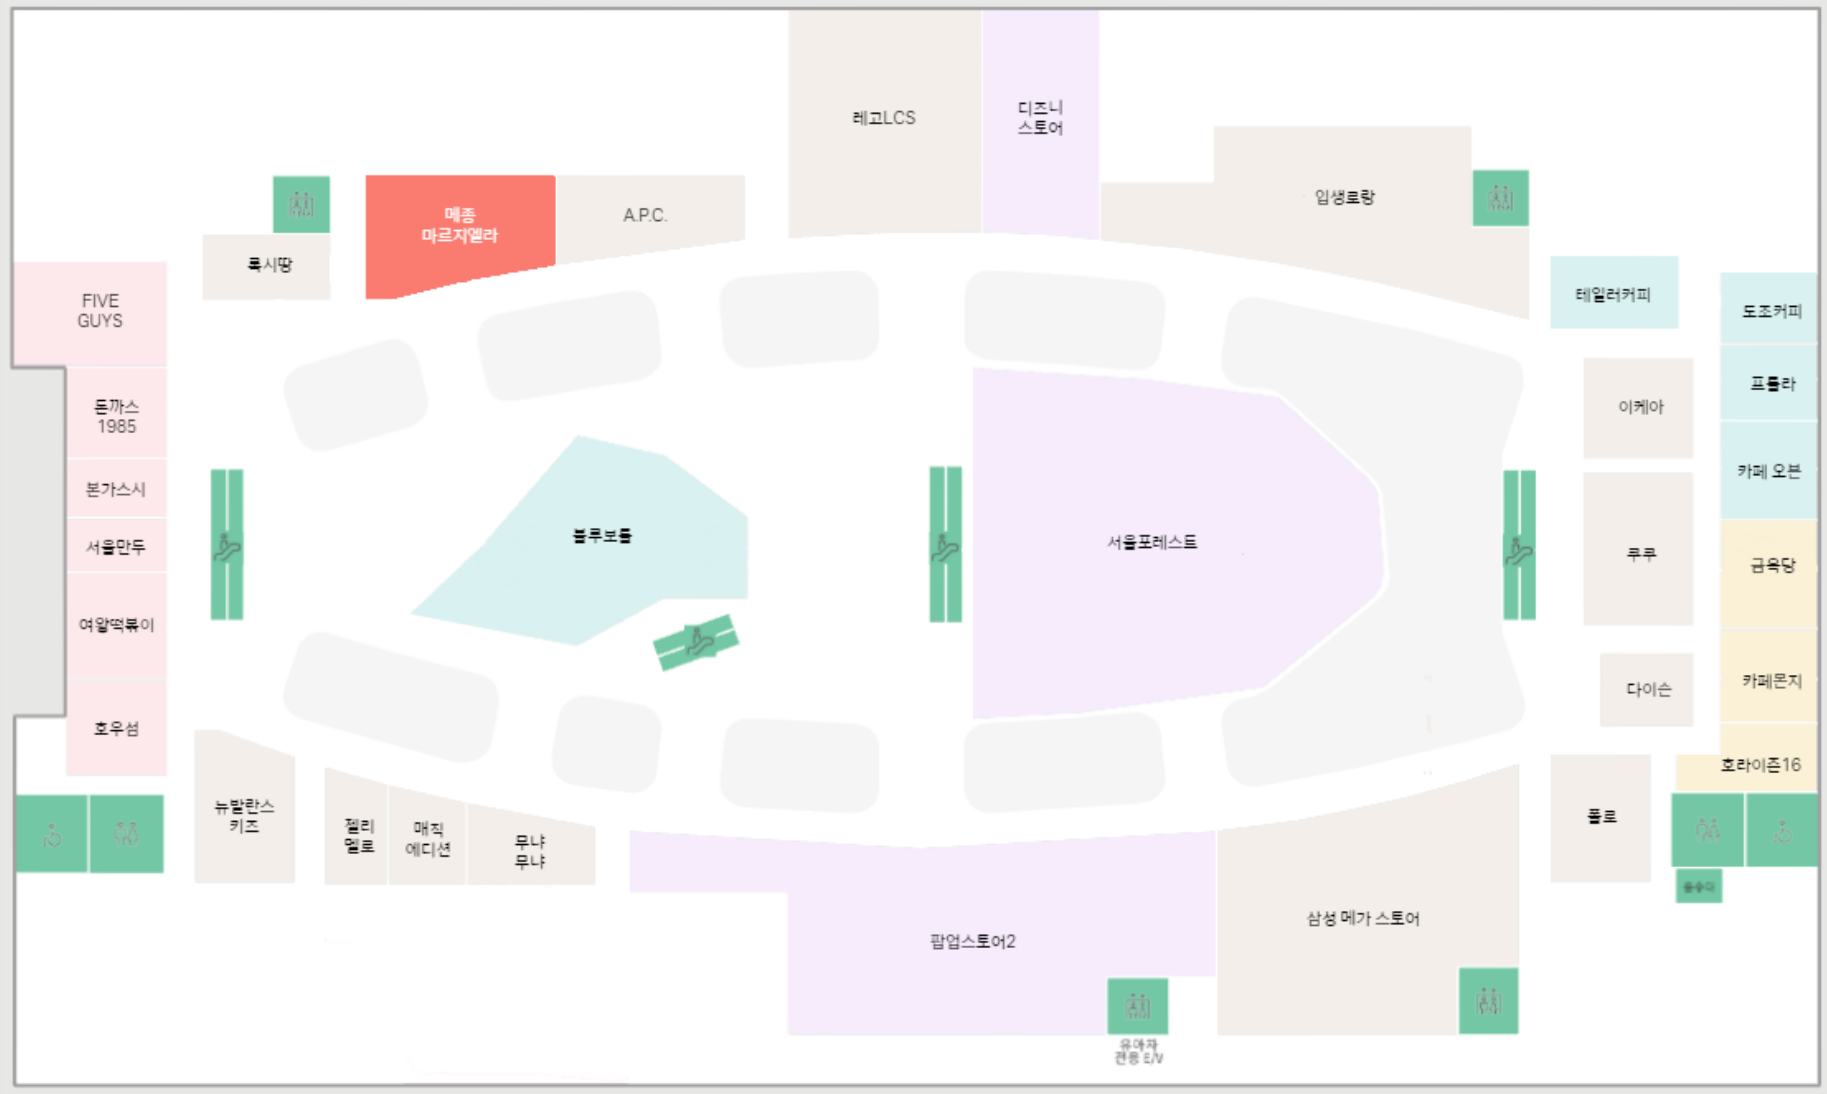 레고LCS
디즈니
스토어
입생로랑
메종
마르지엘라
A.P.C.
록시땅
FIVE
GUYS
테일러커피
도조커피
돈까스
1985
이케아
프틀라
본가스시
카페 오븐
서울만두
블루보틀
서울포레스트
쿠쿠
금옥당
여왕떡볶이
호우섬
다이슨
카페몬지
호라이즌16
뉴발란스
키즈
젤리
멜로
매직
에디션
무냐
무냐
폴로
팝업스토어2
삼성 메가 스토어
유아차
전용 E/V